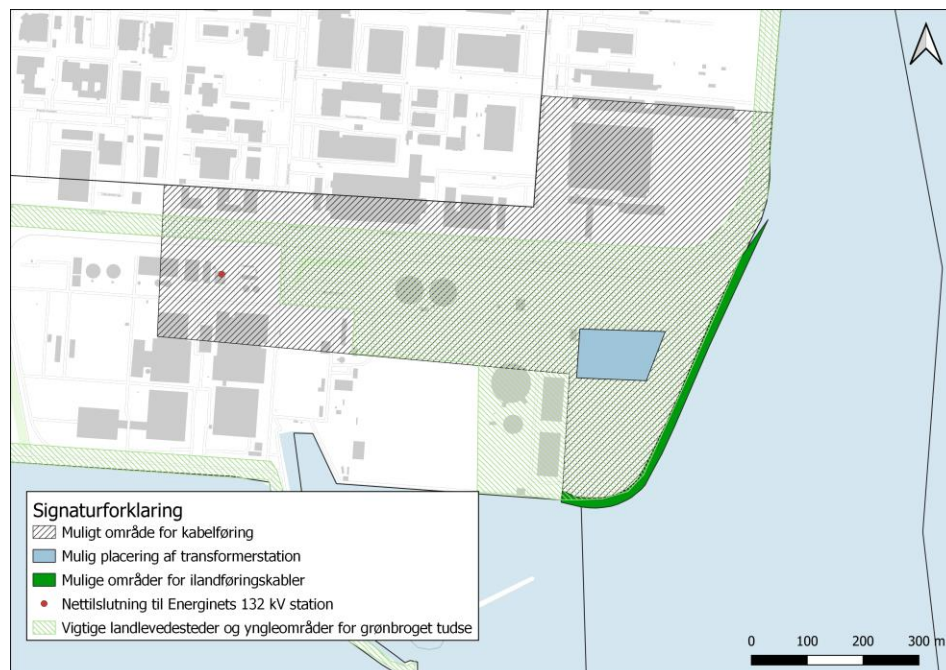 Signaturforklaring
Muligt område for kabelføring
Mulig placering af transformerstation
Mulige områder for ilandføringskabler
Nettilslutning til Energinets 132 kV station
Vigtige landlevedesteder og yngleområder for grønbroget tudse
0 100 200 300 m